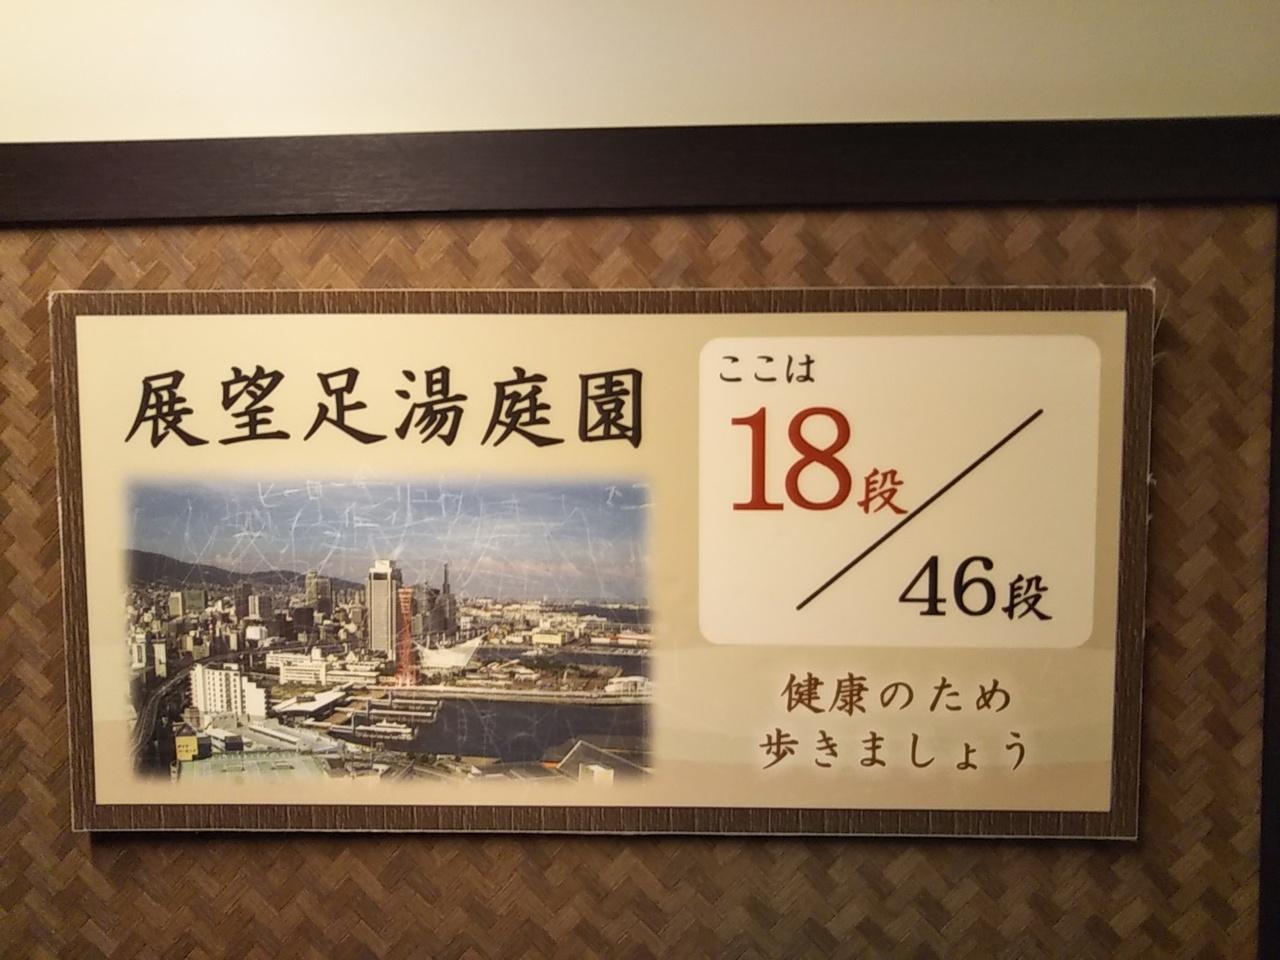 展望足湯庭園
ここは
18段
46段
健康のため
歩きましょう